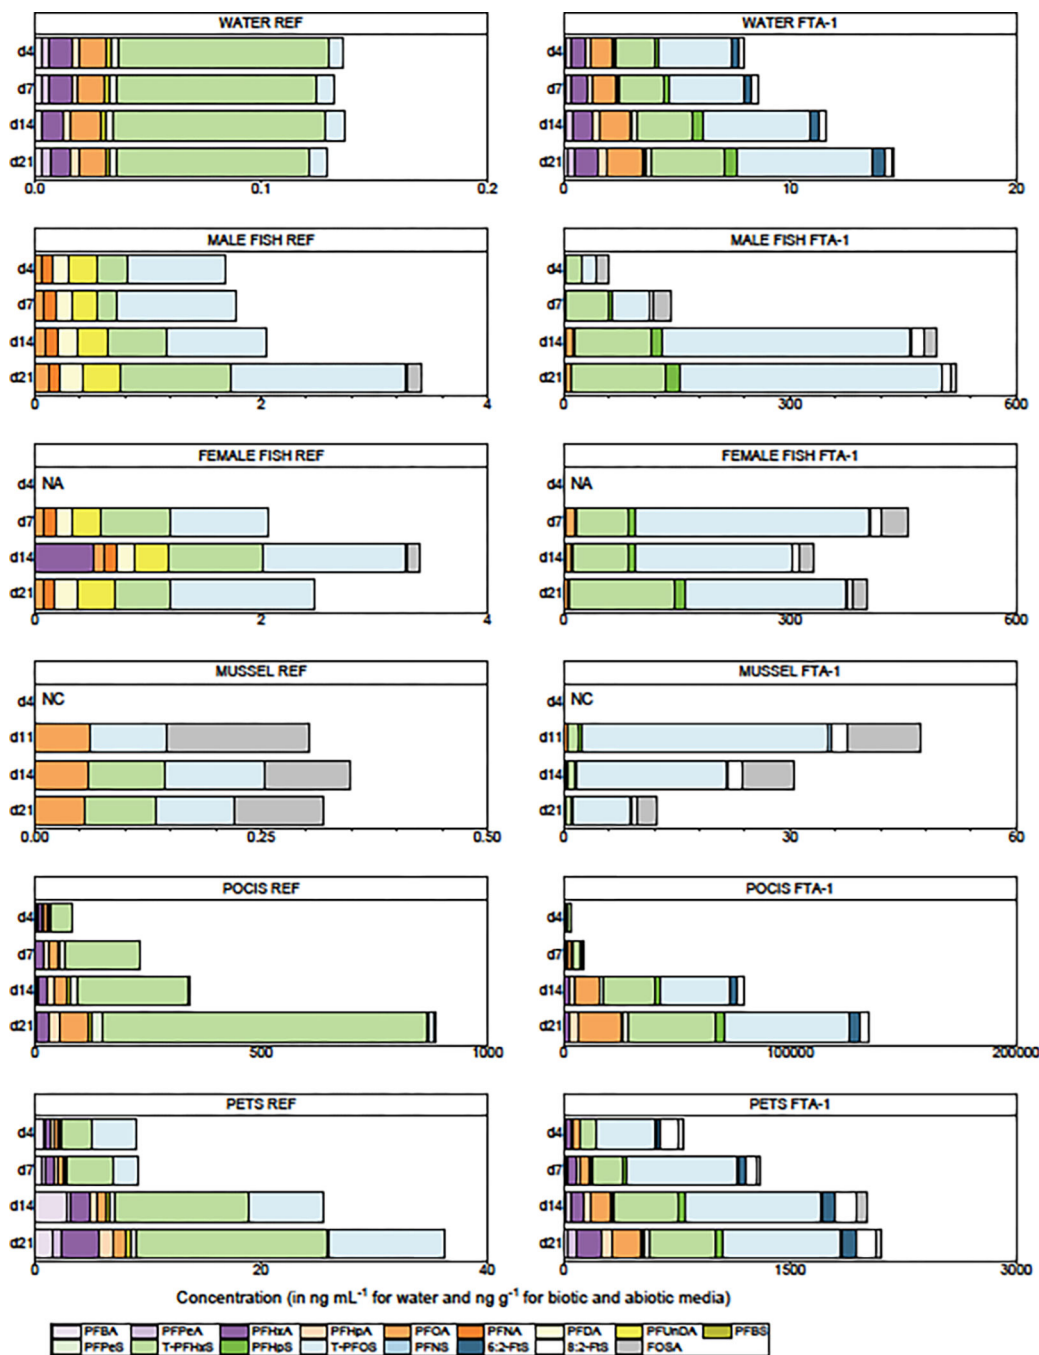 WATER REF
WATER FTA-1
d4
d7
d14
d21
0.0 0.1 0.2
d4
d7
d14
d21
0 10 20
MALE FISH REF
MALE FISH FTA-1
d4
d7
d14
d21
0 2 4
d4
d7
d14
d21
0 300 600
FEMALE FISH REF
FEMALE FISH FTA-1
d4 NA
d7
d14
d21
0 2 4
d4 NA
d7
d14
d21
0 300 600
MUSSEL REF
MUSSEL FTA-1
d4 NC
d11
d14
d21
0.00 0.25 0.50
d4 NC
d11
d14
d21
0 30 60
POCIS REF
POCIS FTA-1
d4
d7
d14
d21
0 500 1000
d4
d7
d14
d21
0 100000 200000
PETS REF
PETS FTA-1
d4
d7
d14
d21
0 20 40
d4
d7
d14
d21
0 1500 3000
Concentration (in ng mL⁻¹ for water and ng g⁻¹ for biotic and abiotic media)
PFBA PFPeA PFHxA PFHpA PFOA PFNA PFDA PFUnDA PFBS
PFPeS T-PFHxS PFHpS T-PFOS PFNS 6:2-FtS 8:2-FtS FOSA